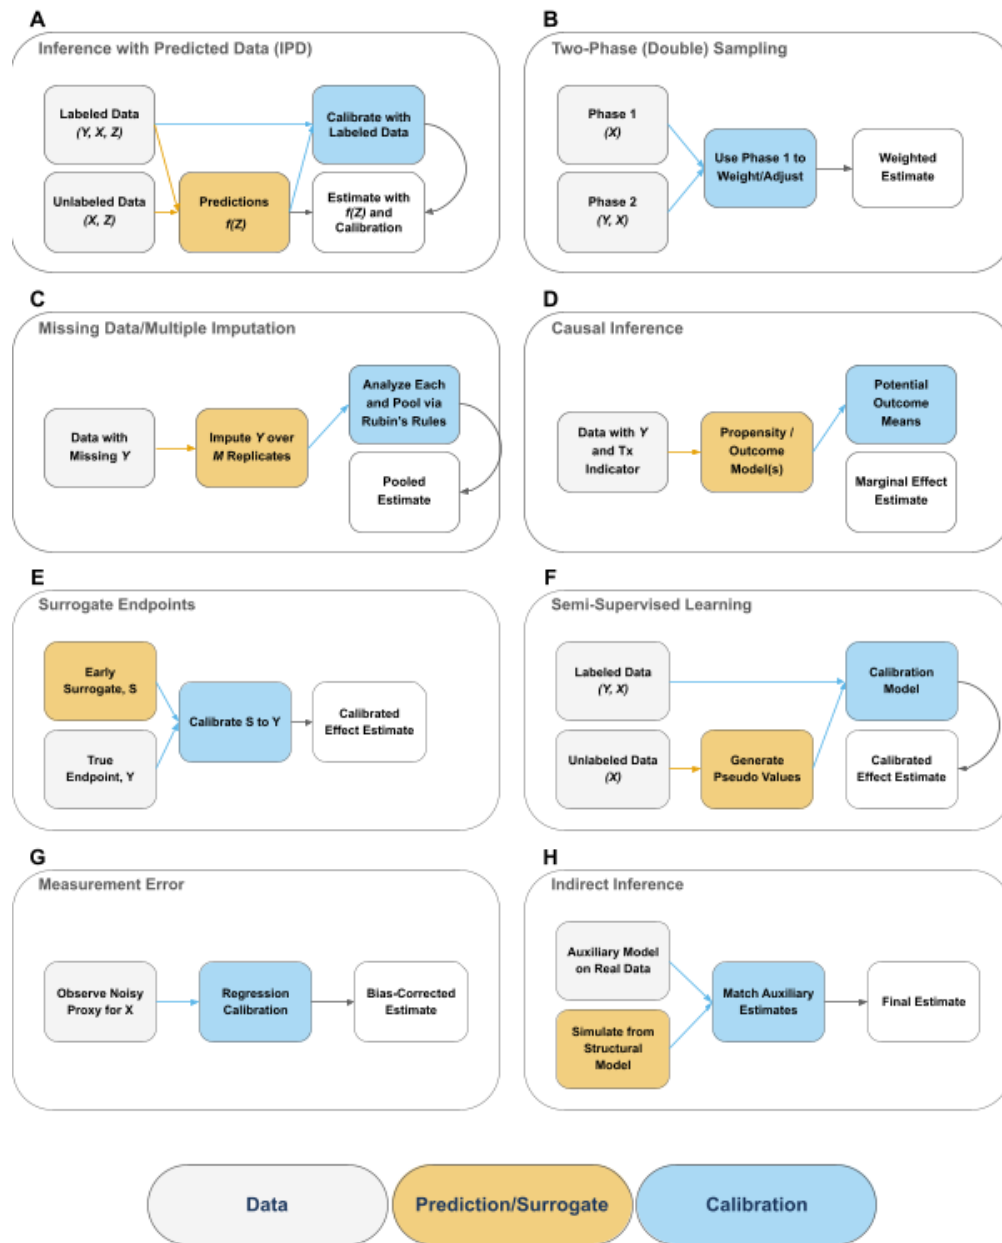 A
Inference with Predicted Data (IPD)
Labeled Data
(Y, X, Z)
Calibrate with
Labeled Data
Unlabeled Data
(X, Z)
Predictions
f(Z)
Estimate with
f(Z) and
Calibration
B
Two-Phase (Double) Sampling
Phase 1
(X)
Use Phase 1 to
Weight/Adjust
Weighted
Estimate
Phase 2
(Y, X)
C
Missing Data/Multiple Imputation
Data with
Missing Y
Impute Y over
M Replicates
Analyze Each
and Pool via
Rubin's Rules
Pooled
Estimate
D
Causal Inference
Data with Y
and Tx
Indicator
Propensity /
Outcome
Model(s)
Potential
Outcome
Means
Marginal Effect
Estimate
E
Surrogate Endpoints
Early
Surrogate, S
True
Endpoint, Y
Calibrate S to Y
Calibrated
Effect Estimate
F
Semi-Supervised Learning
Labeled Data
(Y, X)
Calibration
Model
Unlabeled Data
(X)
Generate
Pseudo Values
Calibrated
Effect Estimate
G
Measurement Error
Observe Noisy
Proxy for X
Regression
Calibration
Bias-Corrected
Estimate
H
Indirect Inference
Auxiliary Model
on Real Data
Simulate from
Structural
Model
Match Auxiliary
Estimates
Final Estimate
Data
Prediction/Surrogate
Calibration